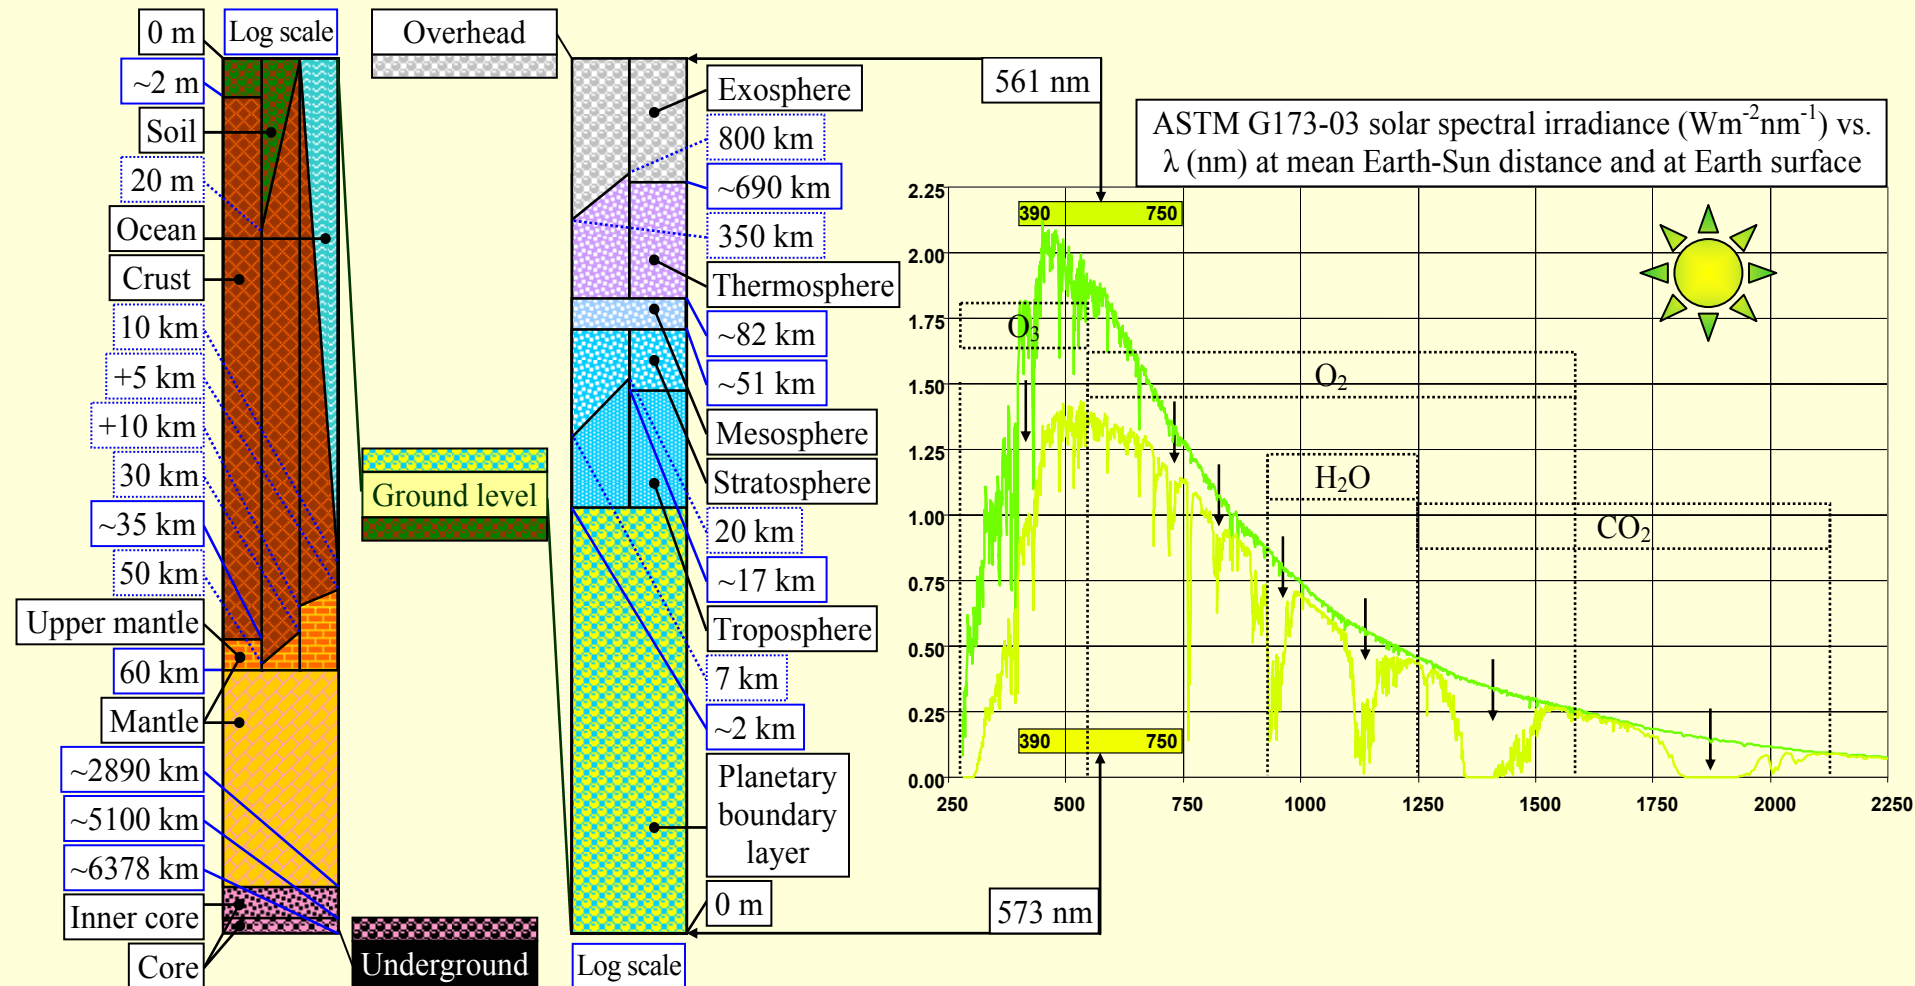 0 m
Log scale
~2 m
Soil
20 m
Ocean
Crust
10 km
+5 km
+10 km
30 km
~35 km
50 km
Upper mantle
60 km
Mantle
~2890 km
~5100 km
~6378 km
Inner core
Core
Underground
Ground level
Overhead
Exosphere
800 km
~690 km
350 km
Thermosphere
~82 km
~51 km
Mesosphere
Stratosphere
20 km
~17 km
Troposphere
7 km
~2 km
Planetary
boundary
layer
0 m
Log scale
561 nm
573 nm
ASTM G173-03 solar spectral irradiance (Wm⁻²nm⁻¹) vs.
λ (nm) at mean Earth-Sun distance and at Earth surface
2.25
2.00
1.75
1.50
1.25
1.00
0.75
0.50
0.25
0.00
390 750
O₃
O₂
H₂O
CO₂
390 750
250 500 750 1000 1250 1500 1750 2000 2250